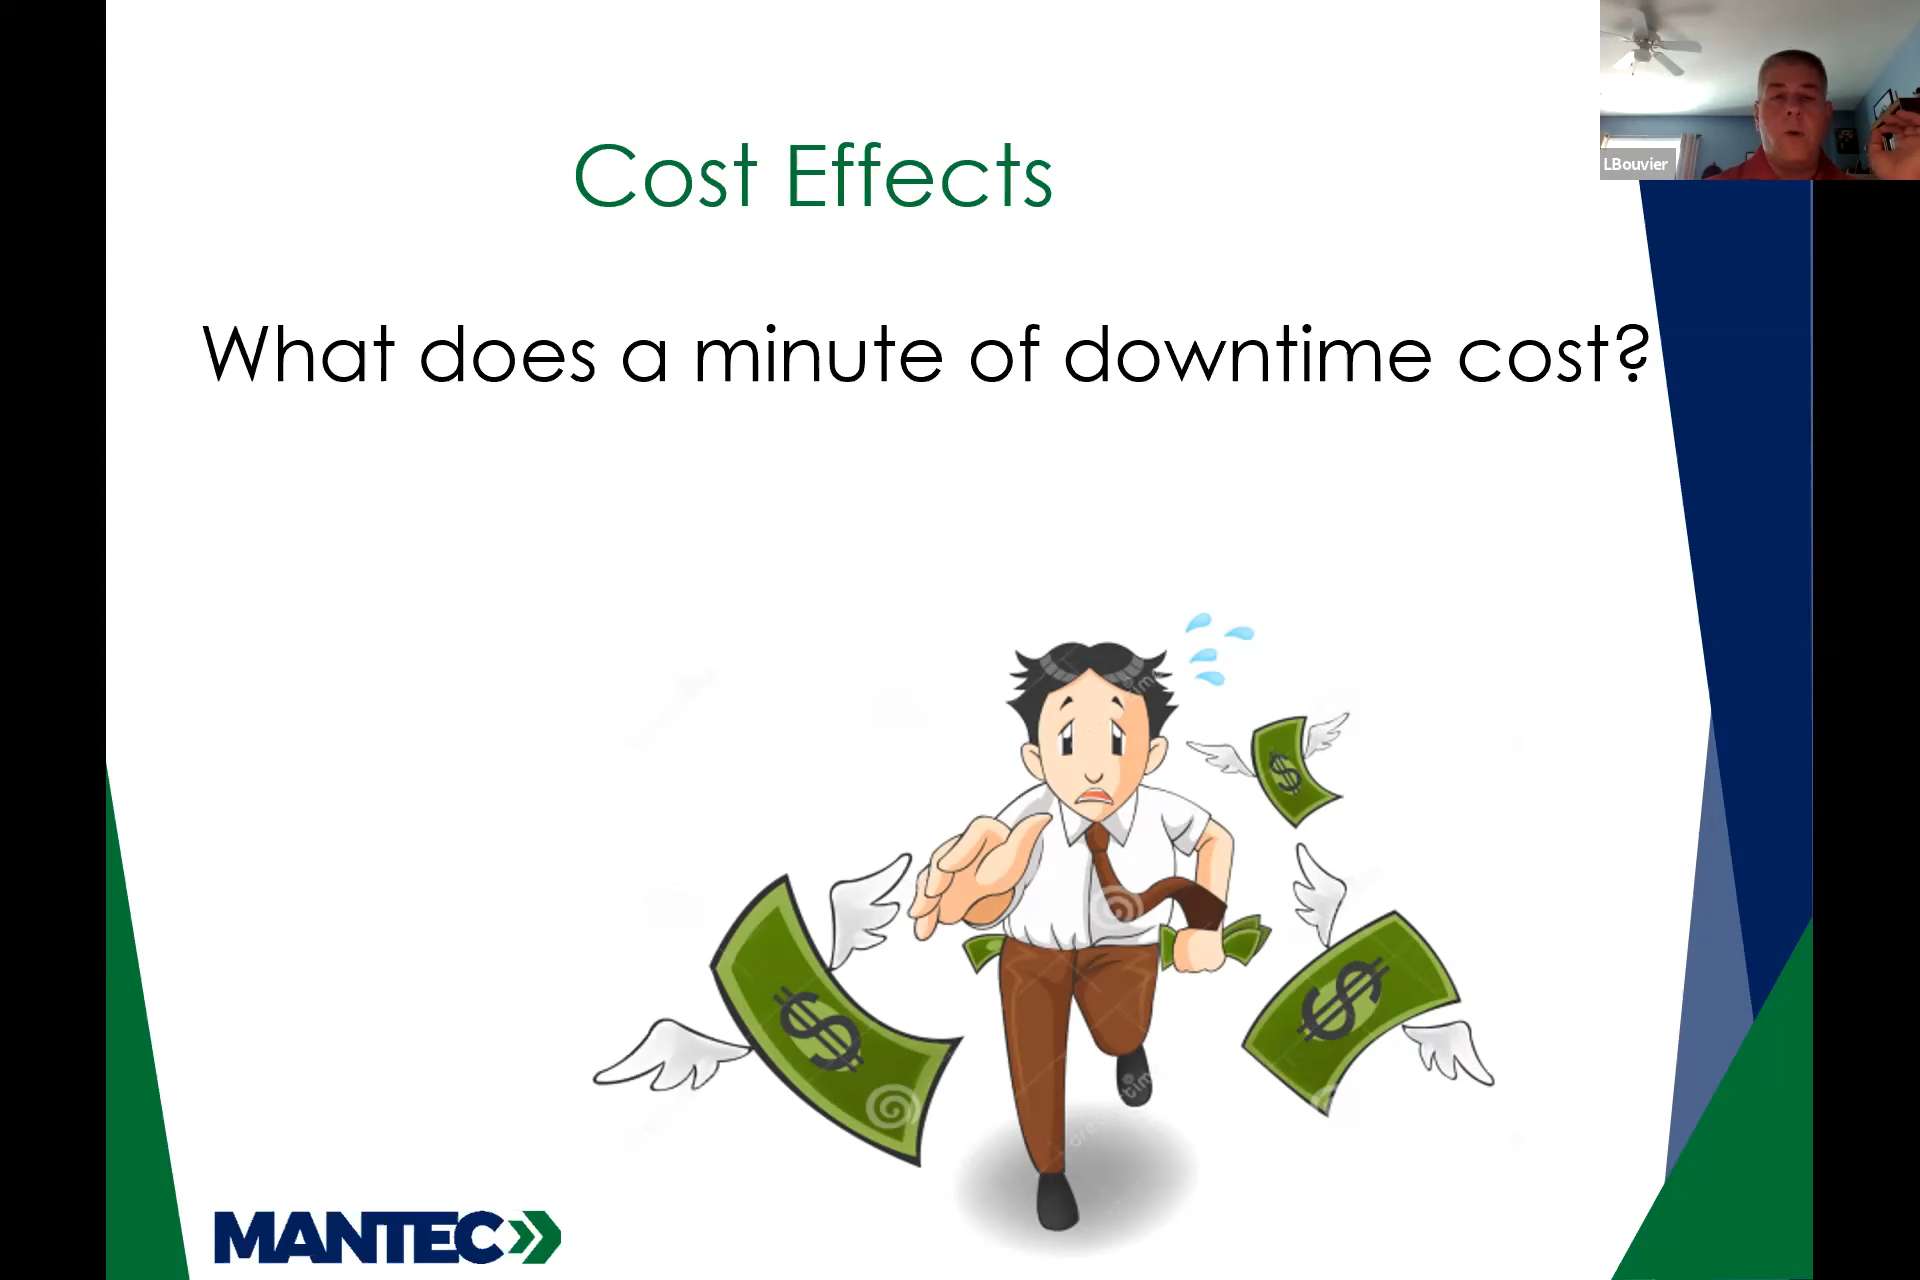 Cost Effects
LBouvier
What does a minute of downtime cost?
$
$
$
MANTEC